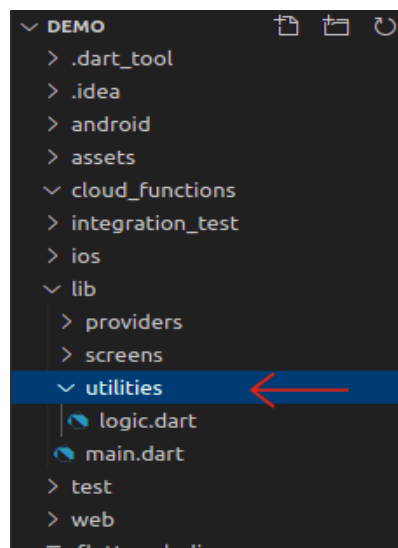 DEMO
.dart_tool
.idea
android
assets
cloud_functions
integration_test
ios
lib
providers
screens
utilities
logic.dart
main.dart
test
web